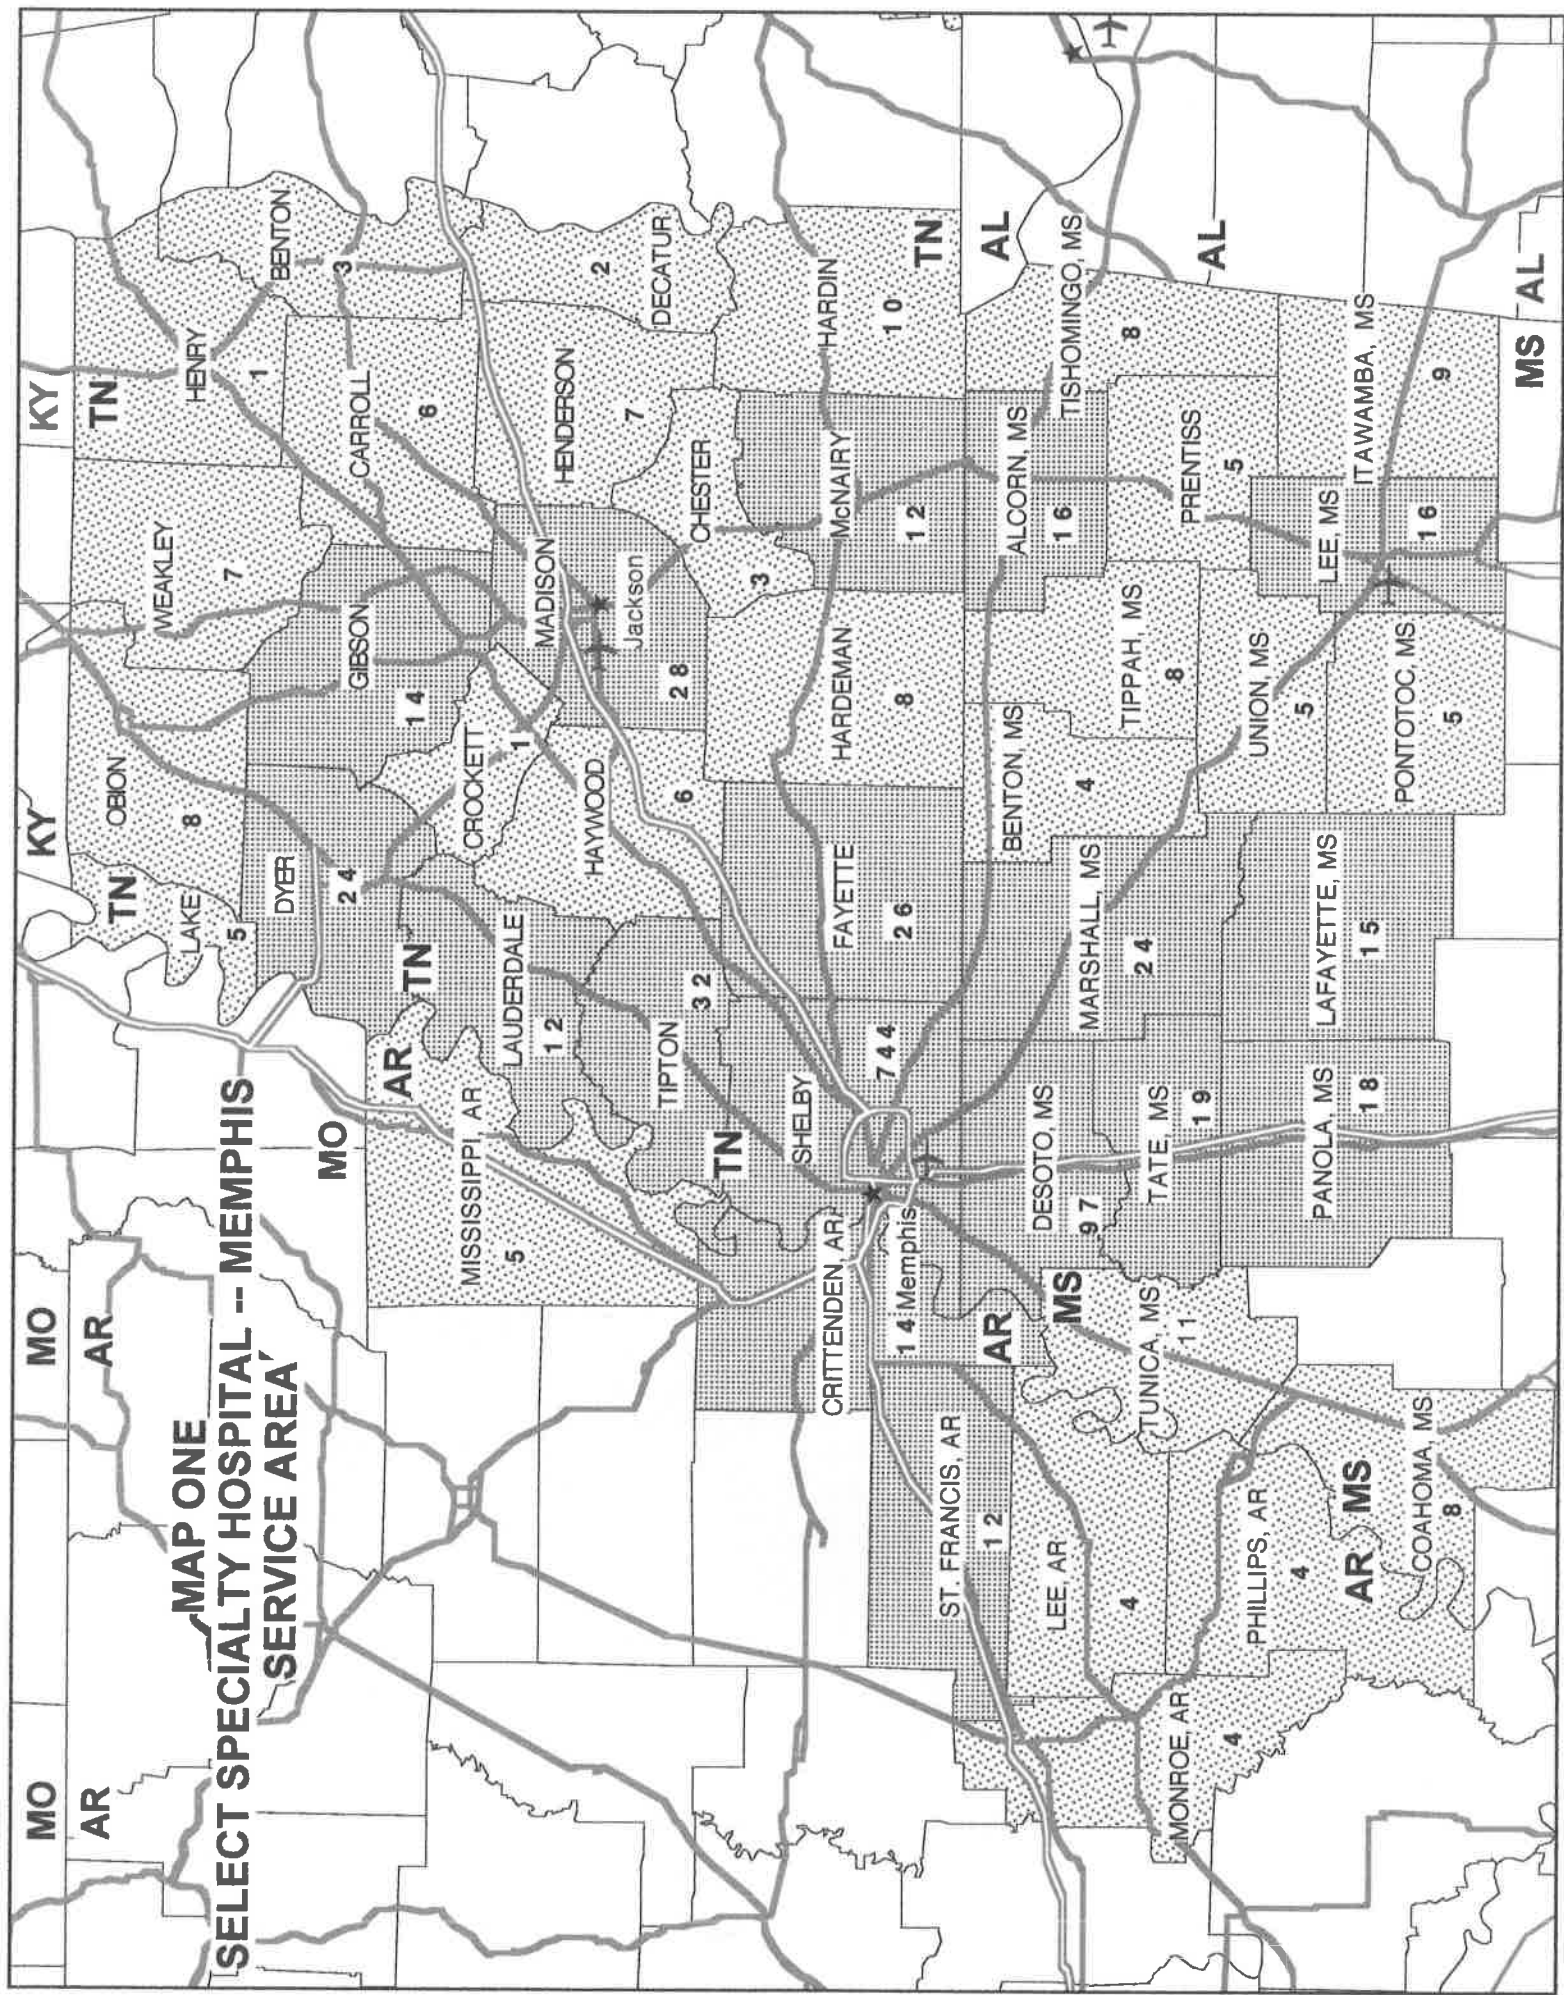 MAP ONE
SELECT SPECIALTY HOSPITAL -- MEMPHIS
SERVICE AREA
MO
AR
MO
AR
MO
KY
TN
KY
TN
OBION
8
LAKE
5
WEAKLEY
7
HENRY
1
BENTON
3
DYER
24
GIBSON
14
CARROLL
6
TN
AR
MISSISSIPPI, AR
5
LAUDERDALE
12
CROCKETT
1
HAYWOOD
6
MADISON
Jackson
28
HENDERSON
7
DECATUR
2
TIPTON
32
CHESTER
3
TN
SHELBY
744
FAYETTE
26
HARDEMAN
8
McNAIRY
12
HARDIN
10
TN
CRITTENDEN, AR
14
Memphis
ST. FRANCIS, AR
12
AR
MS
AL
DESOTO, MS
97
MARSHALL, MS
24
BENTON, MS
4
ALCORN, MS
16
TISHOMINGO, MS
8
LEE, AR
4
TUNICA, MS
11
TATE, MS
19
TIPPAH, MS
8
PRENTISS
5
AL
MONROE, AR
4
PHILLIPS, AR
4
UNION, MS
5
LEE, MS
16
ITAWAMBA, MS
9
PANOLA, MS
18
LAFAYETTE, MS
15
PONTOTOC, MS
5
AR
MS
COAHOMA, MS
8
MS
AL